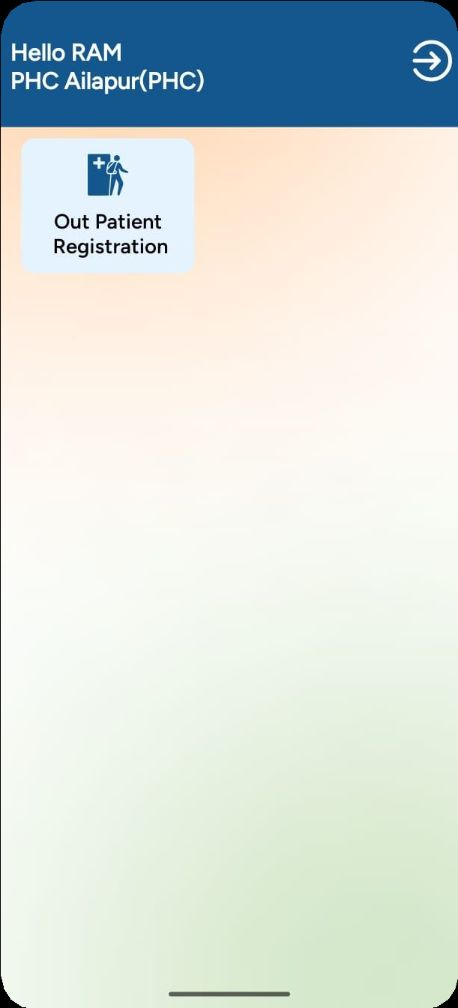 Hello RAM
PHC Ailapur(PHC)
Out Patient
Registration